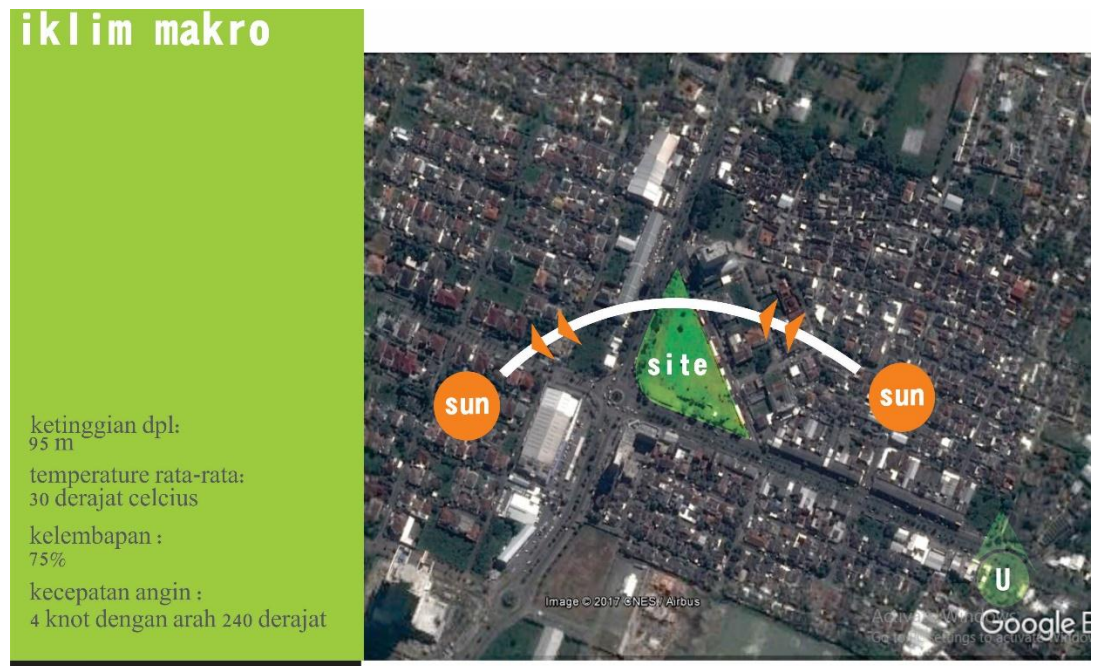 iklim makro
ketinggian dpl:
95 m
temperature rata-rata:
30 derajat celcius
kelembapan :
75%
kecepatan angin :
4 knot dengan arah 240 derajat
site
sun
sun
U
Image © 2017 CNES / Airbus
Google E